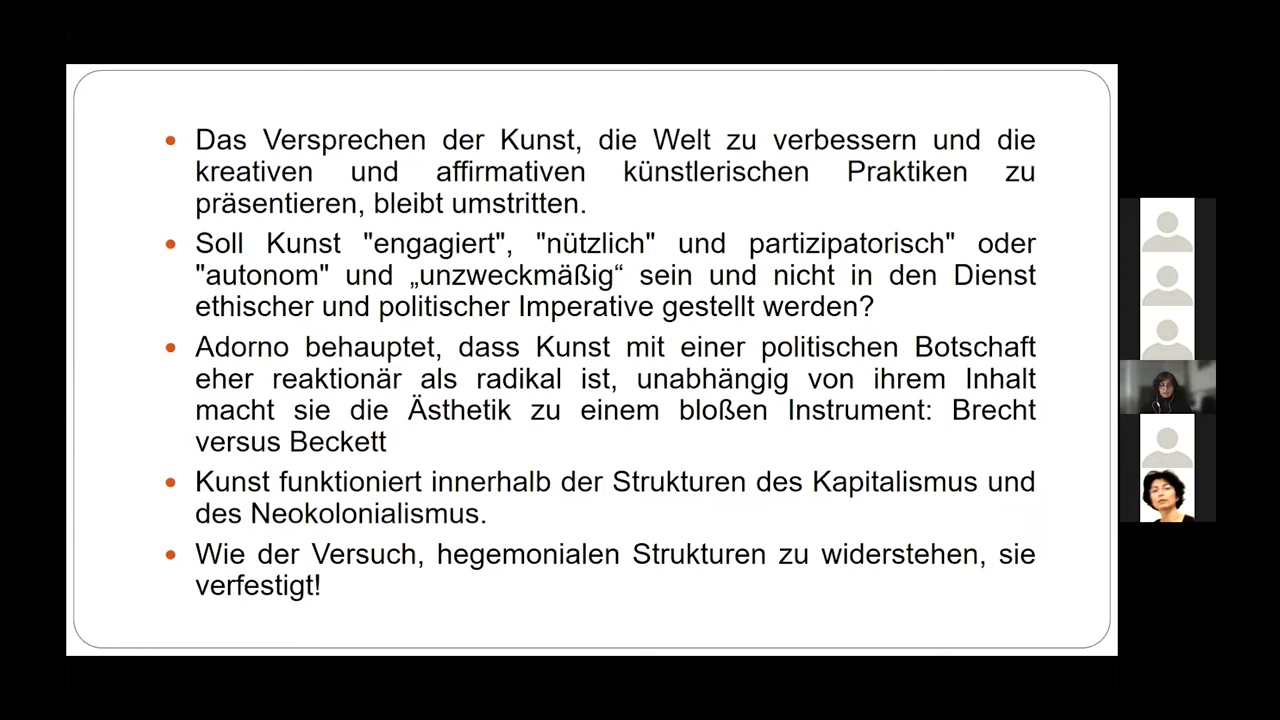 • Das Versprechen der Kunst, die Welt zu verbessern und die
kreativen und affirmativen künstlerischen Praktiken zu
präsentieren, bleibt umstritten.
• Soll Kunst "engagiert", "nützlich" und partizipatorisch" oder
"autonom" und „unzweckmäßig“ sein und nicht in den Dienst
ethischer und politischer Imperative gestellt werden?
• Adorno behauptet, dass Kunst mit einer politischen Botschaft
eher reaktionär als radikal ist, unabhängig von ihrem Inhalt
macht sie die Ästhetik zu einem bloßen Instrument: Brecht
versus Beckett
• Kunst funktioniert innerhalb der Strukturen des Kapitalismus und
des Neokolonialismus.
• Wie der Versuch, hegemonialen Strukturen zu widerstehen, sie
verfestigt!